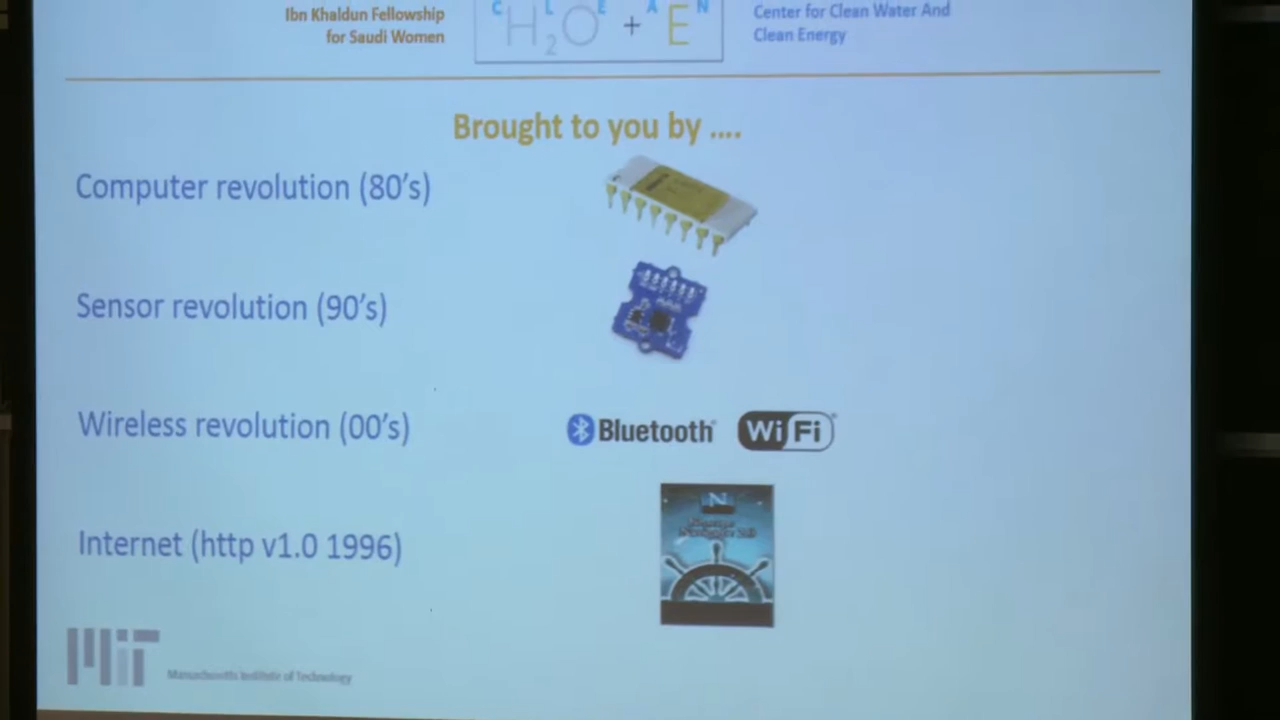 Ibn Khaldun Fellowship
for Saudi Women
C L E A N
H2O + E
Center for Clean Water And
Clean Energy
Brought to you by ....
Computer revolution (80's)
Sensor revolution (90's)
Wireless revolution (00's)
Bluetooth WiFi
Internet (http v1.0 1996)
N
Navigator
MIT
Massachusetts Institute of Technology